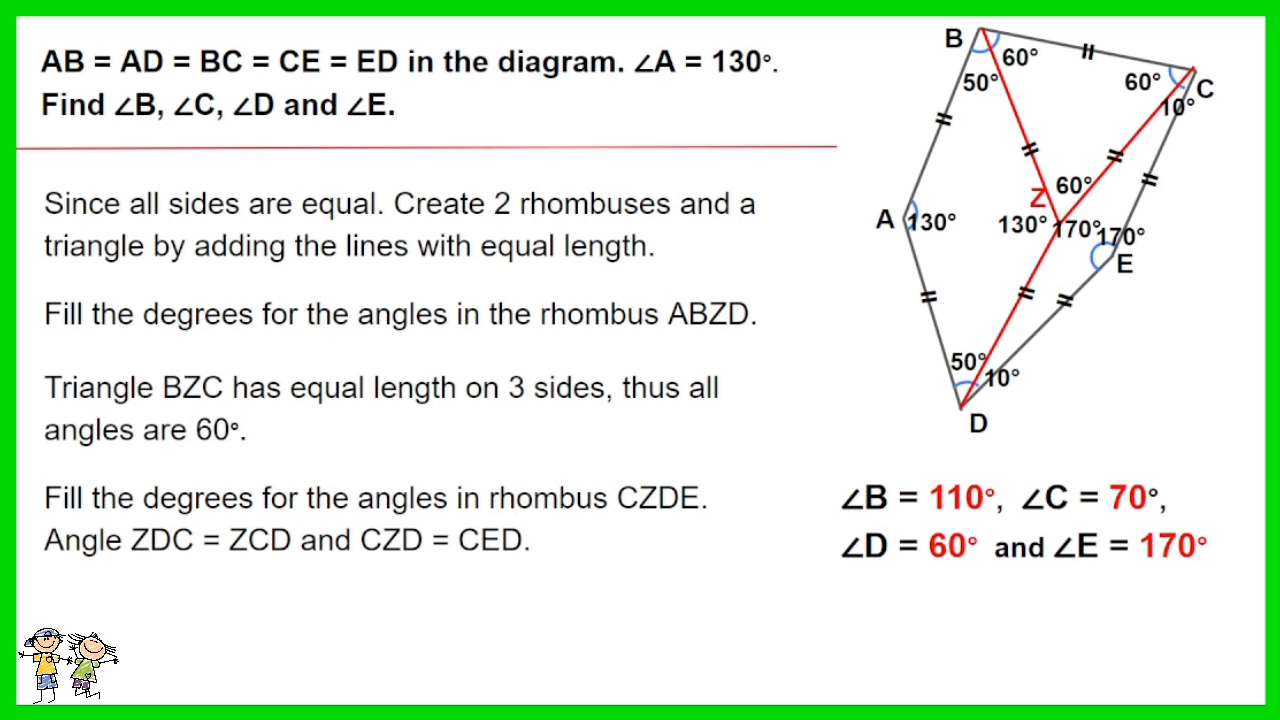 AB = AD = BC = CE = ED in the diagram. ∠A = 130°.
Find ∠B, ∠C, ∠D and ∠E.
Since all sides are equal. Create 2 rhombuses and a
triangle by adding the lines with equal length.
Fill the degrees for the angles in the rhombus ABZD.
Triangle BZC has equal length on 3 sides, thus all
angles are 60°.
Fill the degrees for the angles in rhombus CZDE.
Angle ZDC = ZCD and CZD = CED.
B
60°
50°
60°
C
10°
Z
60°
A
130°
130°
170°
170°
E
50°
10°
D
∠B = 110°, ∠C = 70°,
∠D = 60° and ∠E = 170°